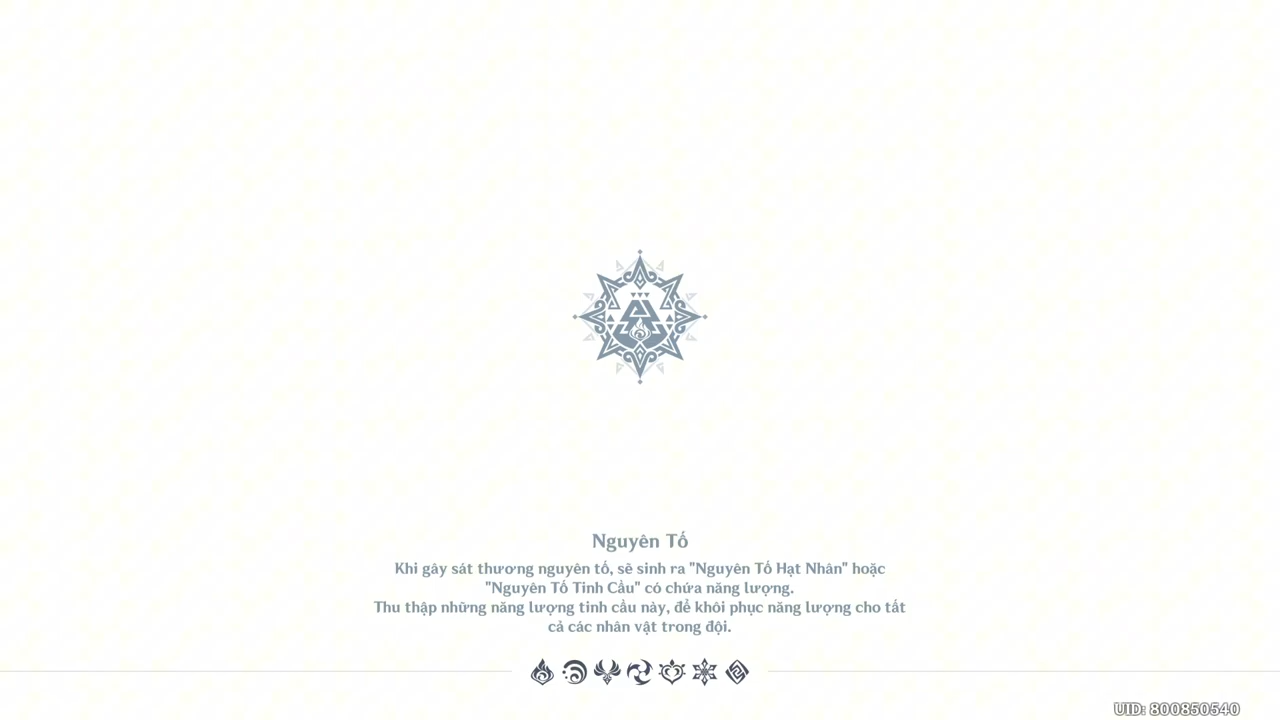 Nguyên Tố
Khi gây sát thương nguyên tố, sẽ sinh ra "Nguyên Tố Hạt Nhân" hoặc
"Nguyên Tố Tinh Cầu" có chứa năng lượng.
Thu thập những năng lượng tinh cầu này, để khôi phục năng lượng cho tất
cả các nhân vật trong đội.
UID: 800850540